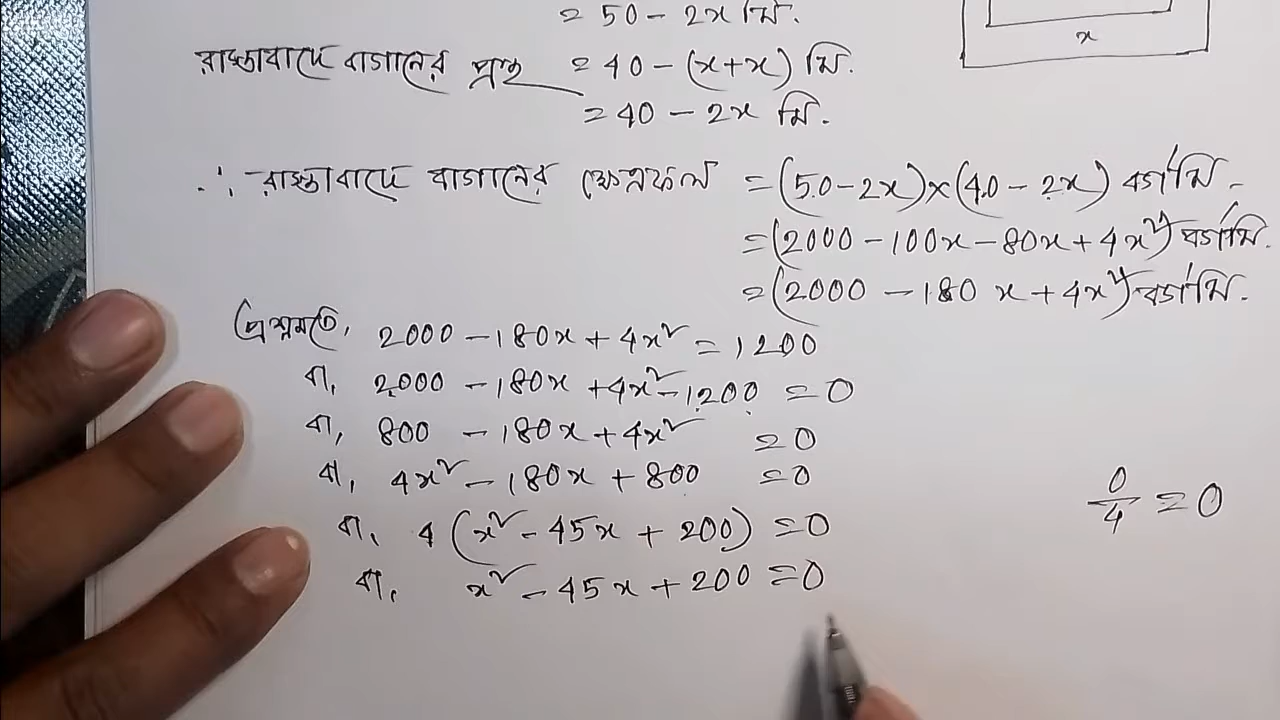 = 50 - 2x মি.
x
রাস্তাবাদে বাগানের প্রস্থ = 40 - (x+x) মি.
= 40 - 2x মি.
∴ রাস্তাবাদে বাগানের ক্ষেত্রফল = (50-2x)×(40-2x) বর্গমি.
= (2000 - 100x - 80x + 4x²) বর্গমি.
= (2000 - 180x + 4x²) বর্গমি.
প্রশ্নমতে, 2000 - 180x + 4x² = 1200
বা, 2000 - 180x + 4x² - 1200 = 0
বা, 800 - 180x + 4x² = 0
বা, 4x² - 180x + 800 = 0
বা, 4 (x² - 45x + 200) = 0
0/4 = 0
বা, x² - 45x + 200 = 0